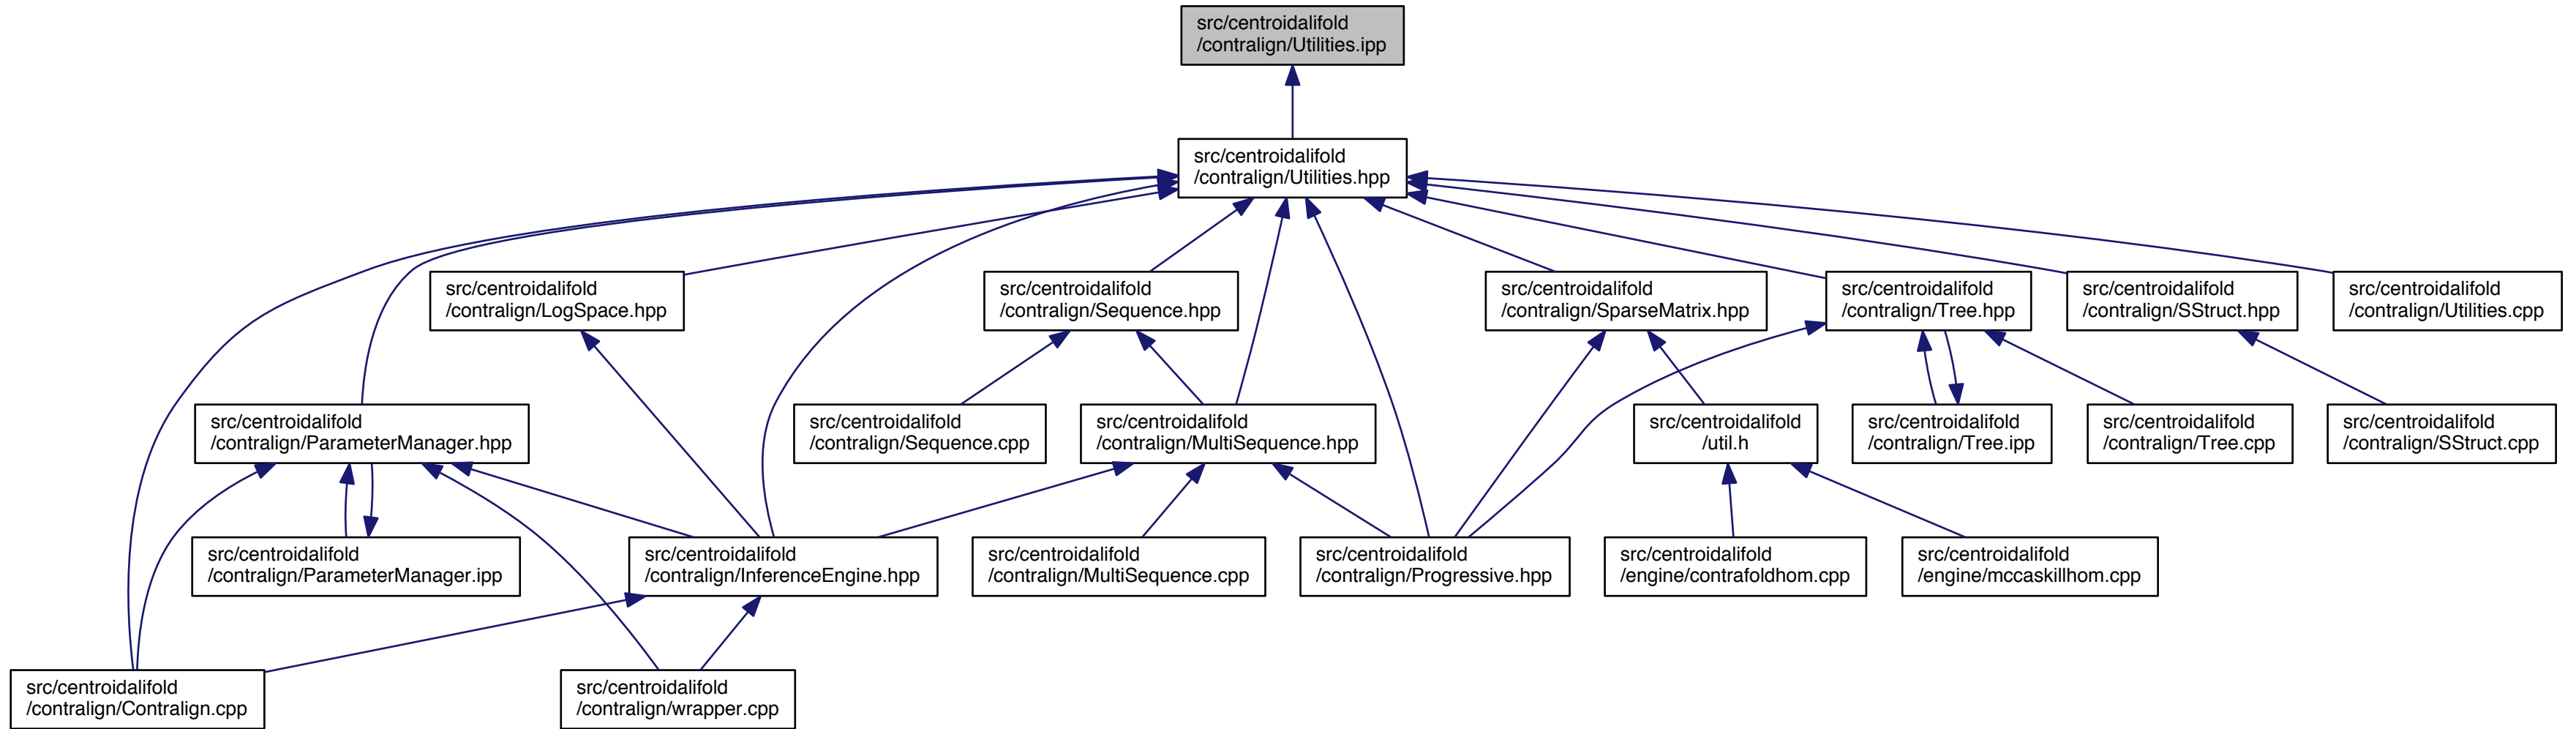 src/centroidalifold
/contralign/Utilities.ipp
src/centroidalifold
/contralign/Utilities.hpp
src/centroidalifold
/contralign/LogSpace.hpp
src/centroidalifold
/contralign/Sequence.hpp
src/centroidalifold
/contralign/SparseMatrix.hpp
src/centroidalifold
/contralign/Tree.hpp
src/centroidalifold
/contralign/SStruct.hpp
src/centroidalifold
/contralign/Utilities.cpp
src/centroidalifold
/contralign/ParameterManager.hpp
src/centroidalifold
/contralign/Sequence.cpp
src/centroidalifold
/contralign/MultiSequence.hpp
src/centroidalifold
/util.h
src/centroidalifold
/contralign/Tree.ipp
src/centroidalifold
/contralign/Tree.cpp
src/centroidalifold
/contralign/SStruct.cpp
src/centroidalifold
/contralign/ParameterManager.ipp
src/centroidalifold
/contralign/InferenceEngine.hpp
src/centroidalifold
/contralign/MultiSequence.cpp
src/centroidalifold
/contralign/Progressive.hpp
src/centroidalifold
/engine/contrafoldhom.cpp
src/centroidalifold
/engine/mccaskillhom.cpp
src/centroidalifold
/contralign/Contralign.cpp
src/centroidalifold
/contralign/wrapper.cpp